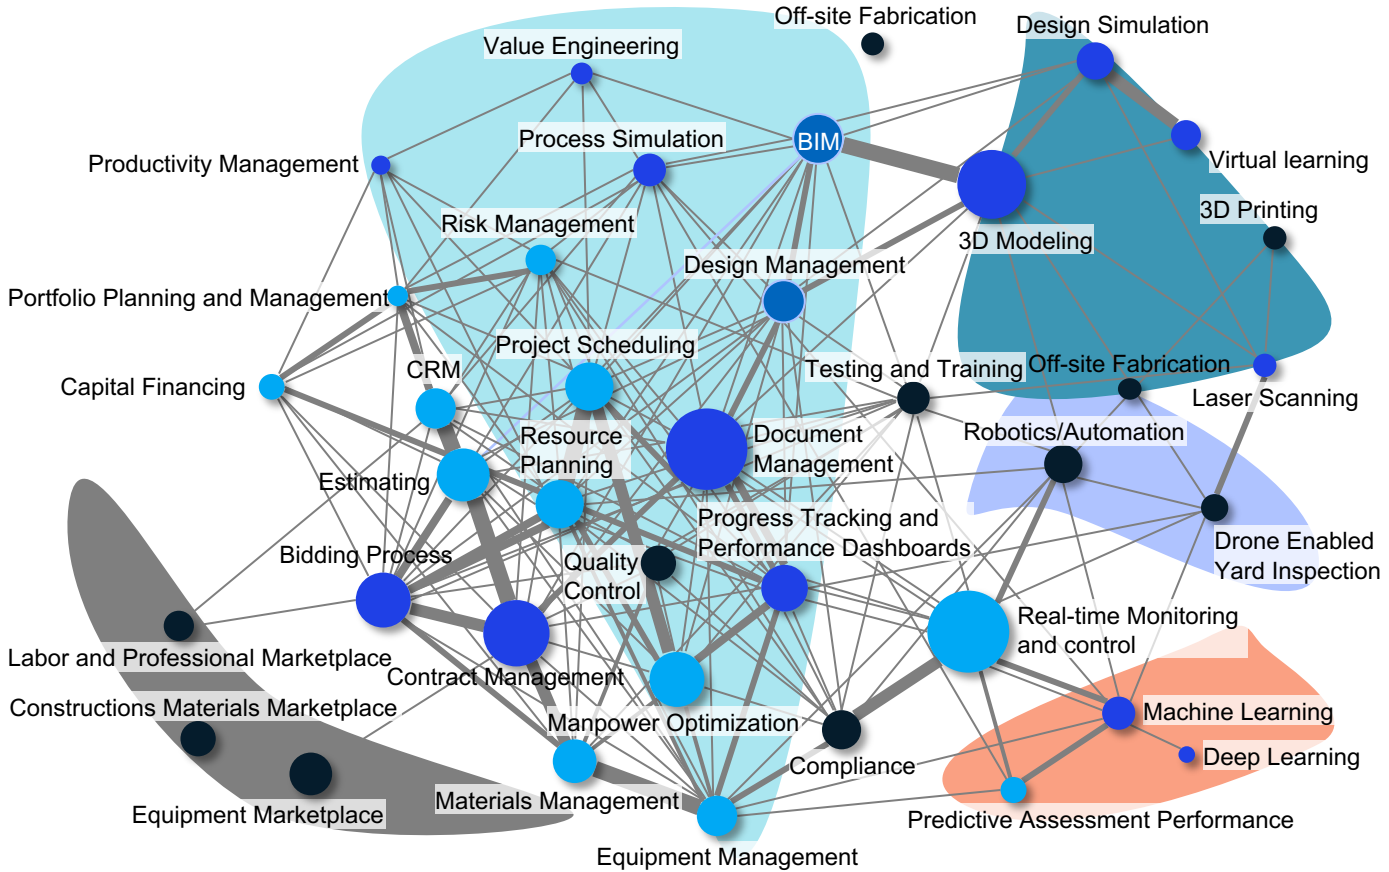 Off-site Fabrication
Design Simulation
Value Engineering
Process Simulation
BIM
Productivity Management
Virtual learning
3D Printing
Risk Management
3D Modeling
Design Management
Portfolio Planning and Management
Project Scheduling
CRM
Testing and Training
Off-site Fabrication
Capital Financing
Laser Scanning
Resource
Planning
Document
Management
Robotics/Automation
Estimating
Progress Tracking and
Performance Dashboards
Bidding Process
Quality
Control
Drone Enabled
Yard Inspection
Real-time Monitoring
and control
Labor and Professional Marketplace
Contract Management
Constructions Materials Marketplace
Manpower Optimization
Machine Learning
Compliance
Deep Learning
Materials Management
Equipment Marketplace
Predictive Assessment Performance
Equipment Management